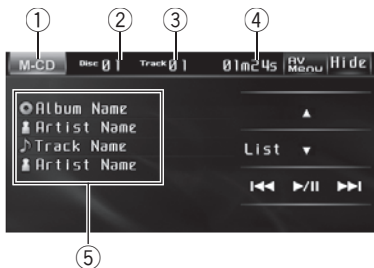 ① ② ③ ④
M-CD Disc 01 Track 01 01m24s AV Menu Hide
Album Name
Artist Name
Track Name
Artist Name
List
⑤